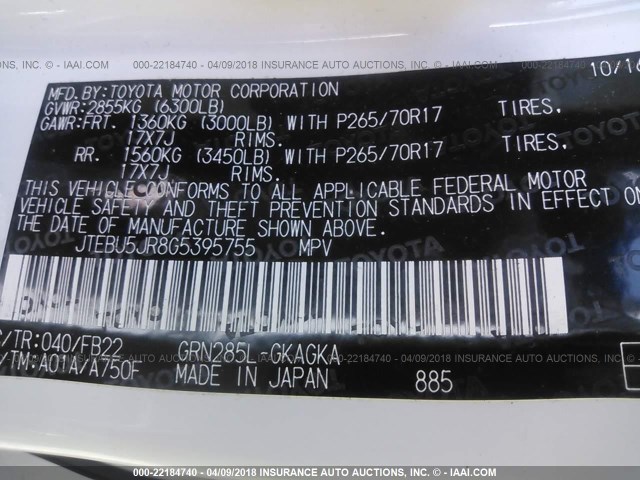 000-22184740 - 04/09/2018 INSURANCE AUTO AUCTIONS, INC. © - IAAI.COM
10/16
MFD. BY: TOYOTA MOTOR CORPORATION
GVWR: 2855KG (6300LB)
GAWR: FRT. 1360KG (3000LB) WITH P265/70R17 TIRES,
17X7J RIMS.
RR. 1560KG (3450LB) WITH P265/70R17 TIRES,
17X7J RIMS.
THIS VEHICLE CONFORMS TO ALL APPLICABLE FEDERAL MOTOR
VEHICLE SAFETY AND THEFT PREVENTION STANDARDS IN EFFECT ON
THE DATE OF MANUFACTURE SHOWN ABOVE.
JTEBU5JR8G5395755 MPV
C/TR: 040/FB22 GRN285L-GKAGKA
/TM: A01A/A750F MADE IN JAPAN 885
000-22184740 - 04/09/2018 INSURANCE AUTO AUCTIONS, INC. © - IAAI.COM